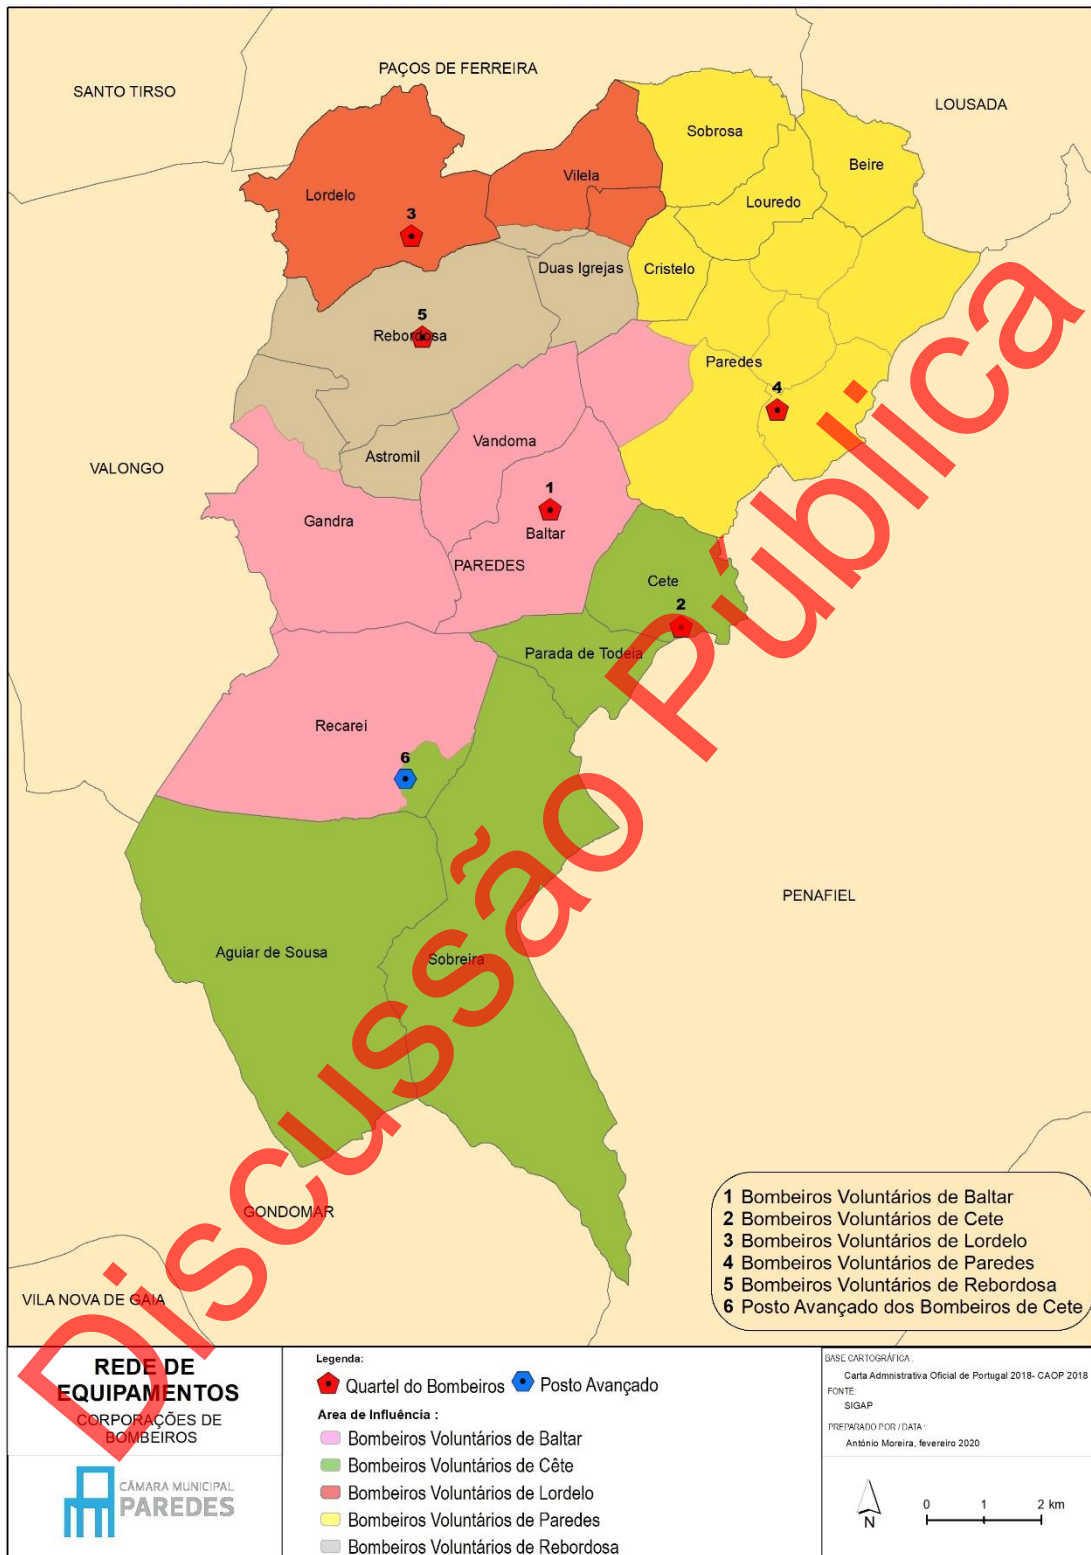 SANTO TIRSO
PAÇOS DE FERREIRA
LOUSADA
Sobrosa
Beire
Vilela
Lordelo
Louredo
3
Duas Igrejas
Cristelo
5
Rebordosa
Paredes
4
Vandoma
Astromil
VALONGO
1
Gandra
Baltar
PAREDES
Cete
2
Parada de Todeia
Recarei
6
PENAFIEL
Aguiar de Sousa
Sobreira
GONDOMAR
VILA NOVA DE GAIA
Discussão Pública
1 Bombeiros Voluntários de Baltar
2 Bombeiros Voluntários de Cete
3 Bombeiros Voluntários de Lordelo
4 Bombeiros Voluntários de Paredes
5 Bombeiros Voluntários de Rebordosa
6 Posto Avançado dos Bombeiros de Cete
REDE DE
EQUIPAMENTOS
CORPORAÇÕES DE
BOMBEIROS
CÂMARA MUNICIPAL
PAREDES
Legenda:
Quartel do Bombeiros Posto Avançado
Area de Influência :
Bombeiros Voluntários de Baltar
Bombeiros Voluntários de Cête
Bombeiros Voluntários de Lordelo
Bombeiros Voluntários de Paredes
Bombeiros Voluntários de Rebordosa
BASE CARTOGRÁFICA :
Carta Admnistrativa Oficial de Portugal 2018- CAOP 2018
FONTE:
SIGAP
PREPARADO POR / DATA :
António Moreira, fevereiro 2020
N
0 1 2 km